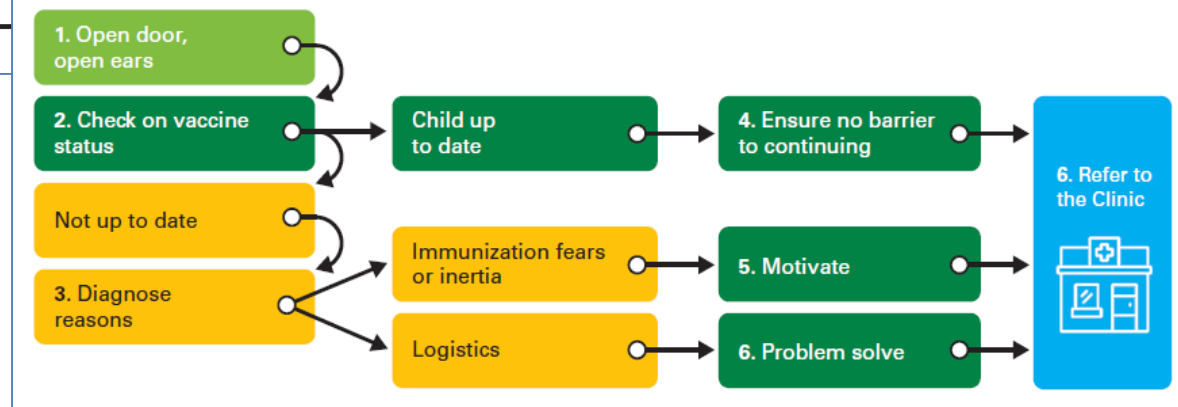 1. Open door,
open ears
2. Check on vaccine
status
Child up
to date
4. Ensure no barrier
to continuing
6. Refer to
the Clinic
Not up to date
3. Diagnose
reasons
Immunization fears
or inertia
5. Motivate
Logistics
6. Problem solve